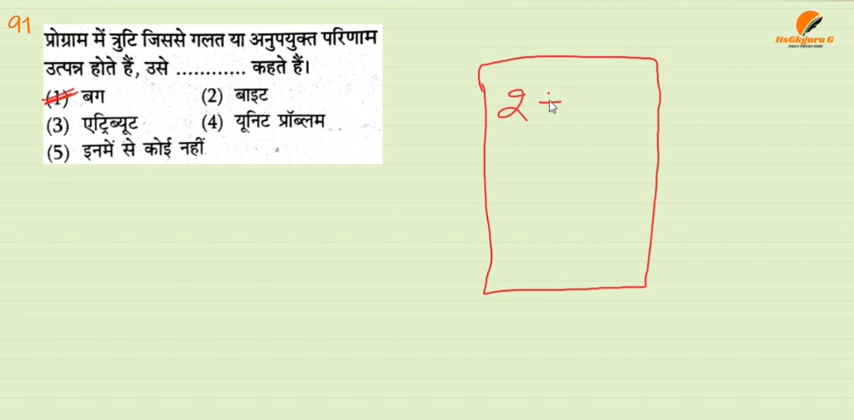 91
प्रोग्राम में त्रुटि जिससे गलत या अनुपयुक्त परिणाम
उत्पन्न होते हैं, उसे ............ कहते हैं।
(1) बग (2) बाइट
(3) एट्रिब्यूट (4) यूनिट प्रॉब्लम
(5) इनमें से कोई नहीं
2 ÷
ItsGkguru G